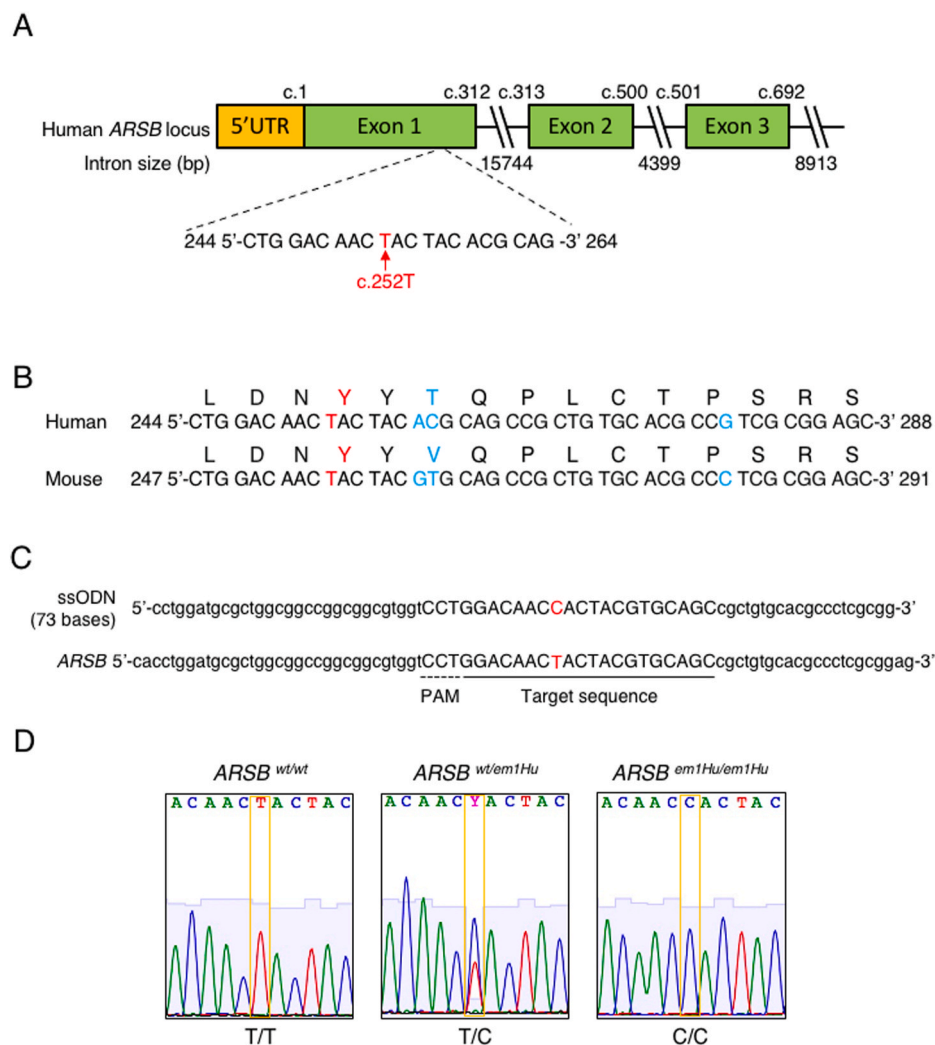 A
c.1 c.312 c.313 c.500 c.501 c.692
Human ARSB locus 5'UTR Exon 1 Exon 2 Exon 3
Intron size (bp) 15744 4399 8913
244 5'-CTG GAC AAC TAC TAC ACG CAG -3' 264
c.252T
B
L D N Y Y T Q P L C T P S R S
Human 244 5'-CTG GAC AAC TAC TAC ACG CAG CCG CTG TGC ACG CCG TCG CGG AGC-3' 288
L D N Y Y V Q P L C T P S R S
Mouse 247 5'-CTG GAC AAC TAC TAC GTG CAG CCG CTG TGC ACG CCC TCG CGG AGC-3' 291
C
ssODN
(73 bases) 5'-cctggatgcgctggcggccggcggcgtggtCCTGGACAACCACTACGTGCAGCcgctgtgcacgccctcgcgg-3'
ARSB 5'-cacctggatgcgctggcggccggcggcgtggtCCTGGACAACTACTACGTGCAGCcgctgtgcacgccctcgcggag-3'
PAM Target sequence
D
ARSB wt/wt ARSB wt/em1Hu ARSB em1Hu/em1Hu
A C A A C T A C T A C A C A A C Y A C T A C A C A A C C A C T A C
T/T T/C C/C